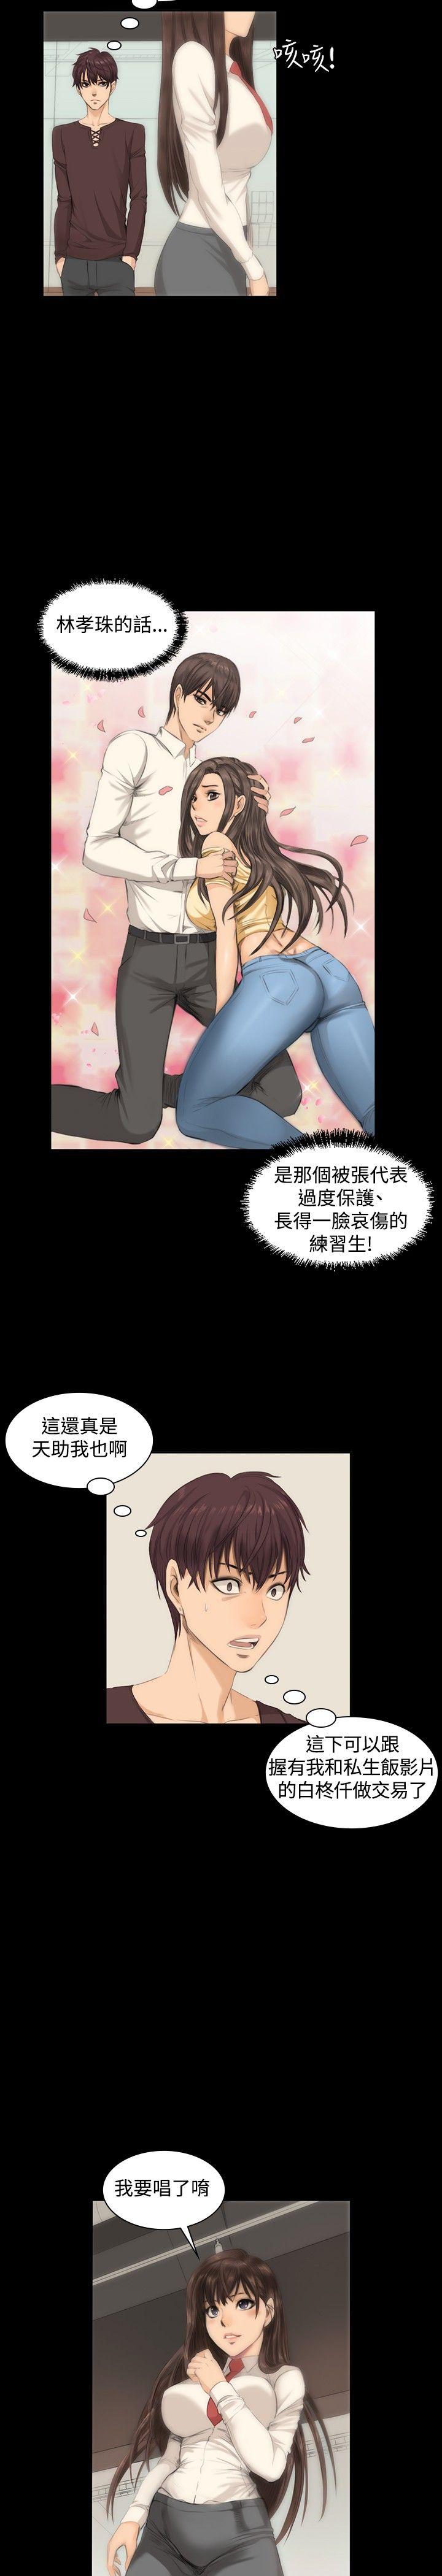 咳咳!
林孝珠的話...
是那個被張代表
過度保護、
長得一臉哀傷的
練習生!
這還真是
天助我也啊
這下可以跟
握有我和私生飯影片
的白柊仟做交易了
我要唱了唷